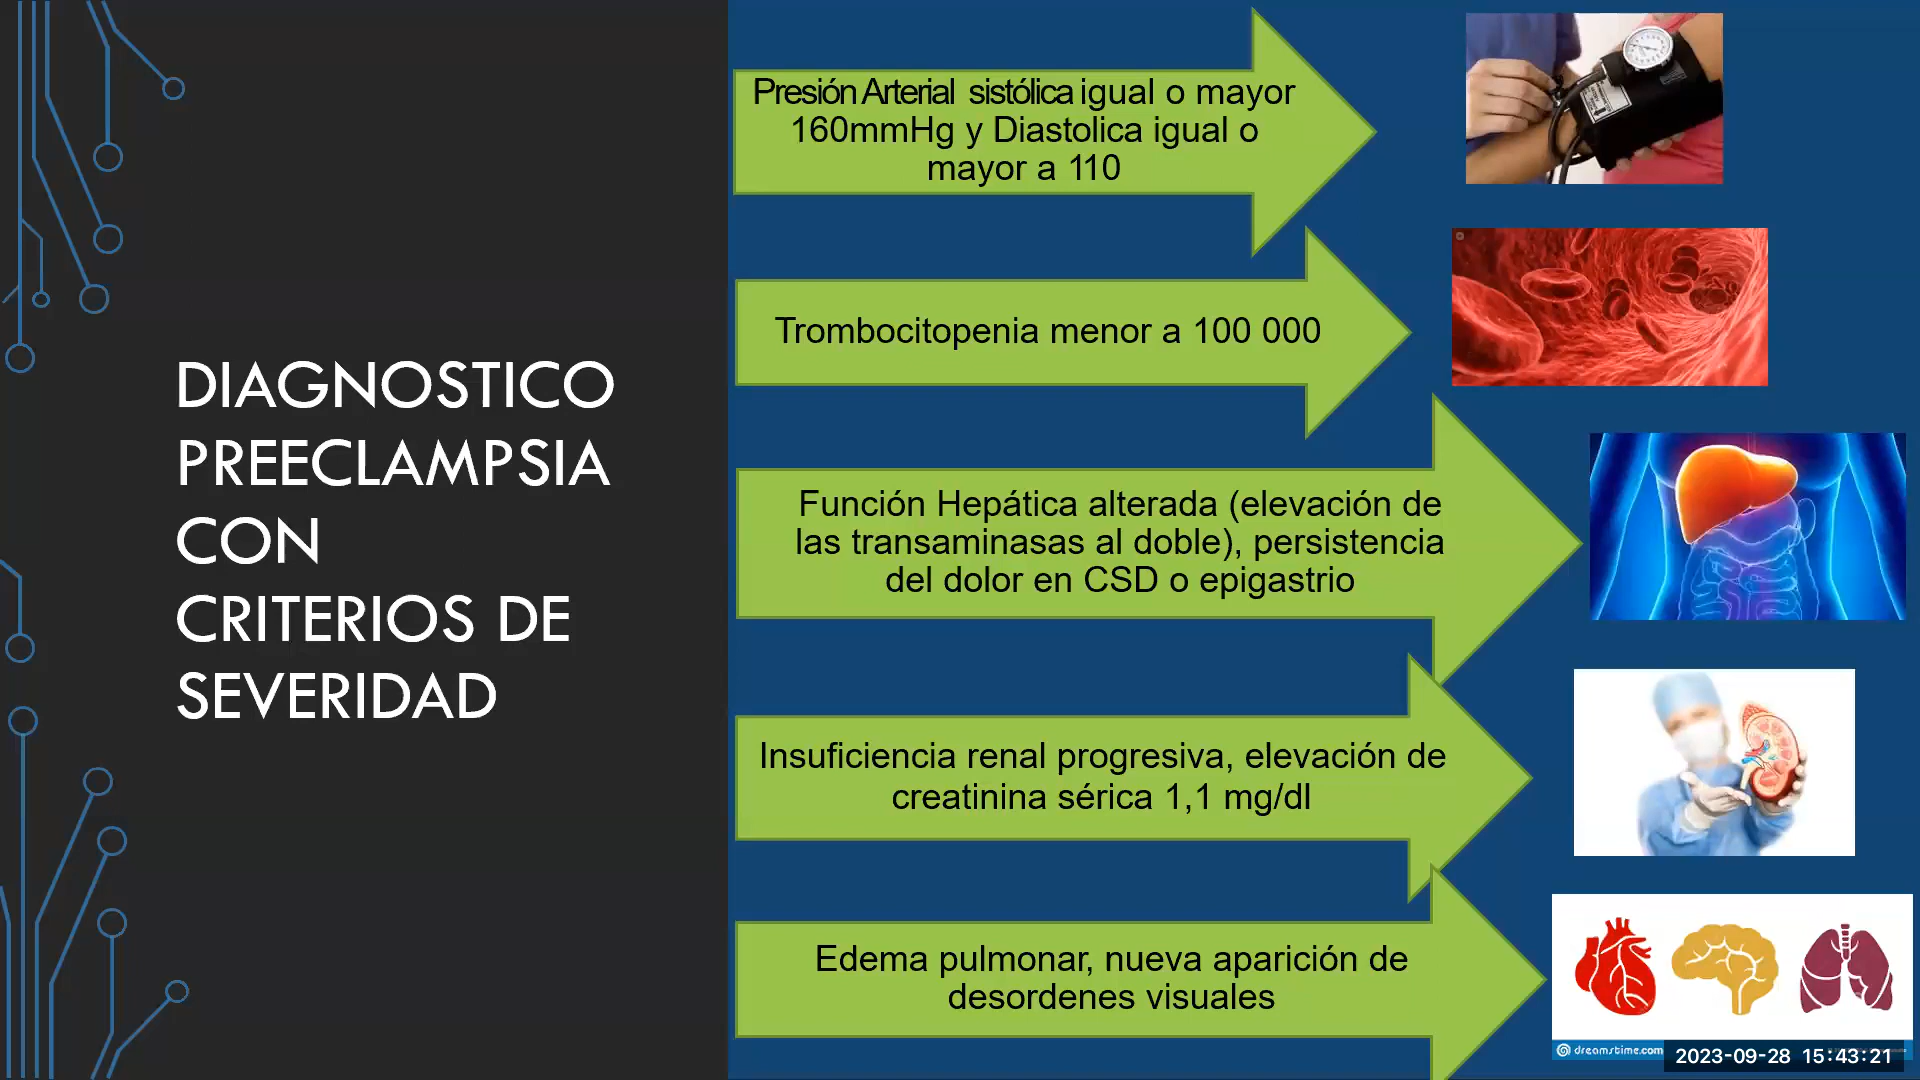 DIAGNOSTICO
PREECLAMPSIA
CON
CRITERIOS DE
SEVERIDAD
Presión Arterial sistólica igual o mayor
160mmHg y Diastolica igual o
mayor a 110
Trombocitopenia menor a 100 000
Función Hepática alterada (elevación de
las transaminasas al doble), persistencia
del dolor en CSD o epigastrio
Insuficiencia renal progresiva, elevación de
creatinina sérica 1,1 mg/dl
Edema pulmonar, nueva aparición de
desordenes visuales
dreamstime.com
2023-09-28 15:43:21